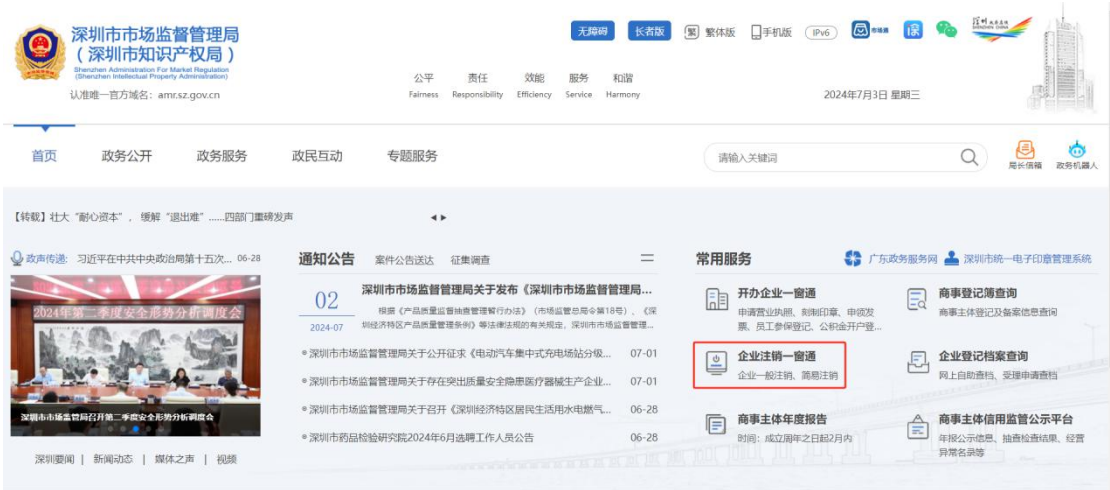 深圳市市场监督管理局
（深圳市知识产权局）
Shenzhen Administration For Market Regulation
(Shenzhen Intellectual Property Administration)
认准唯一官方域名：amr.sz.gov.cn
无障碍 长者版 繁 繁体版 手机版 IPv6
公平 责任 效能 服务 和谐
Fairness Responsibility Efficiency Service Harmony
2024年7月3日 星期三
首页 政务公开 政务服务 政民互动 专题服务
请输入关键词
局长信箱 政务机器人
【转载】壮大“耐心资本”，缓解“退出难”……四部门重磅发声
政声传递: 习近平在中共中央政治局第十五次... 06-28
2024年第二季度安全形势分析调度会
深圳市市场监管局召开第二季度安全形势分析调度会
深圳要闻 | 新闻动态 | 媒体之声 | 视频
通知公告 案件公告送达 征集调查
02
2024-07
深圳市市场监督管理局关于发布《深圳市市场监督管理局...
根据《产品质量监督抽查管理暂行办法》（市场监管总局令第18号）、《深
圳经济特区产品质量管理条例》等法律法规的有关规定，深圳市市场监督管理...
深圳市市场监督管理局关于公开征求《电动汽车集中式充电场站分级... 07-01
深圳市市场监督管理局关于存在突出质量安全隐患医疗器械生产企业... 07-01
深圳市市场监督管理局关于召开《深圳经济特区居民生活用水电燃气... 06-28
深圳市药品检验研究院2024年6月选聘工作人员公告 06-28
常用服务 广东政务服务网 深圳市统一电子印章管理系统
开办企业一窗通
申请营业执照、刻制印章、申领发
票、员工参保登记、公积金开户登...
商事登记簿查询
商事主体登记及备案信息查询
企业注销一窗通
企业一般注销、简易注销
企业登记档案查询
网上自助查档、受理申请查档
商事主体年度报告
时间：成立周年之日起2月内
商事主体信用监管公示平台
年报公示信息、抽查检查结果、经营
异常名录等